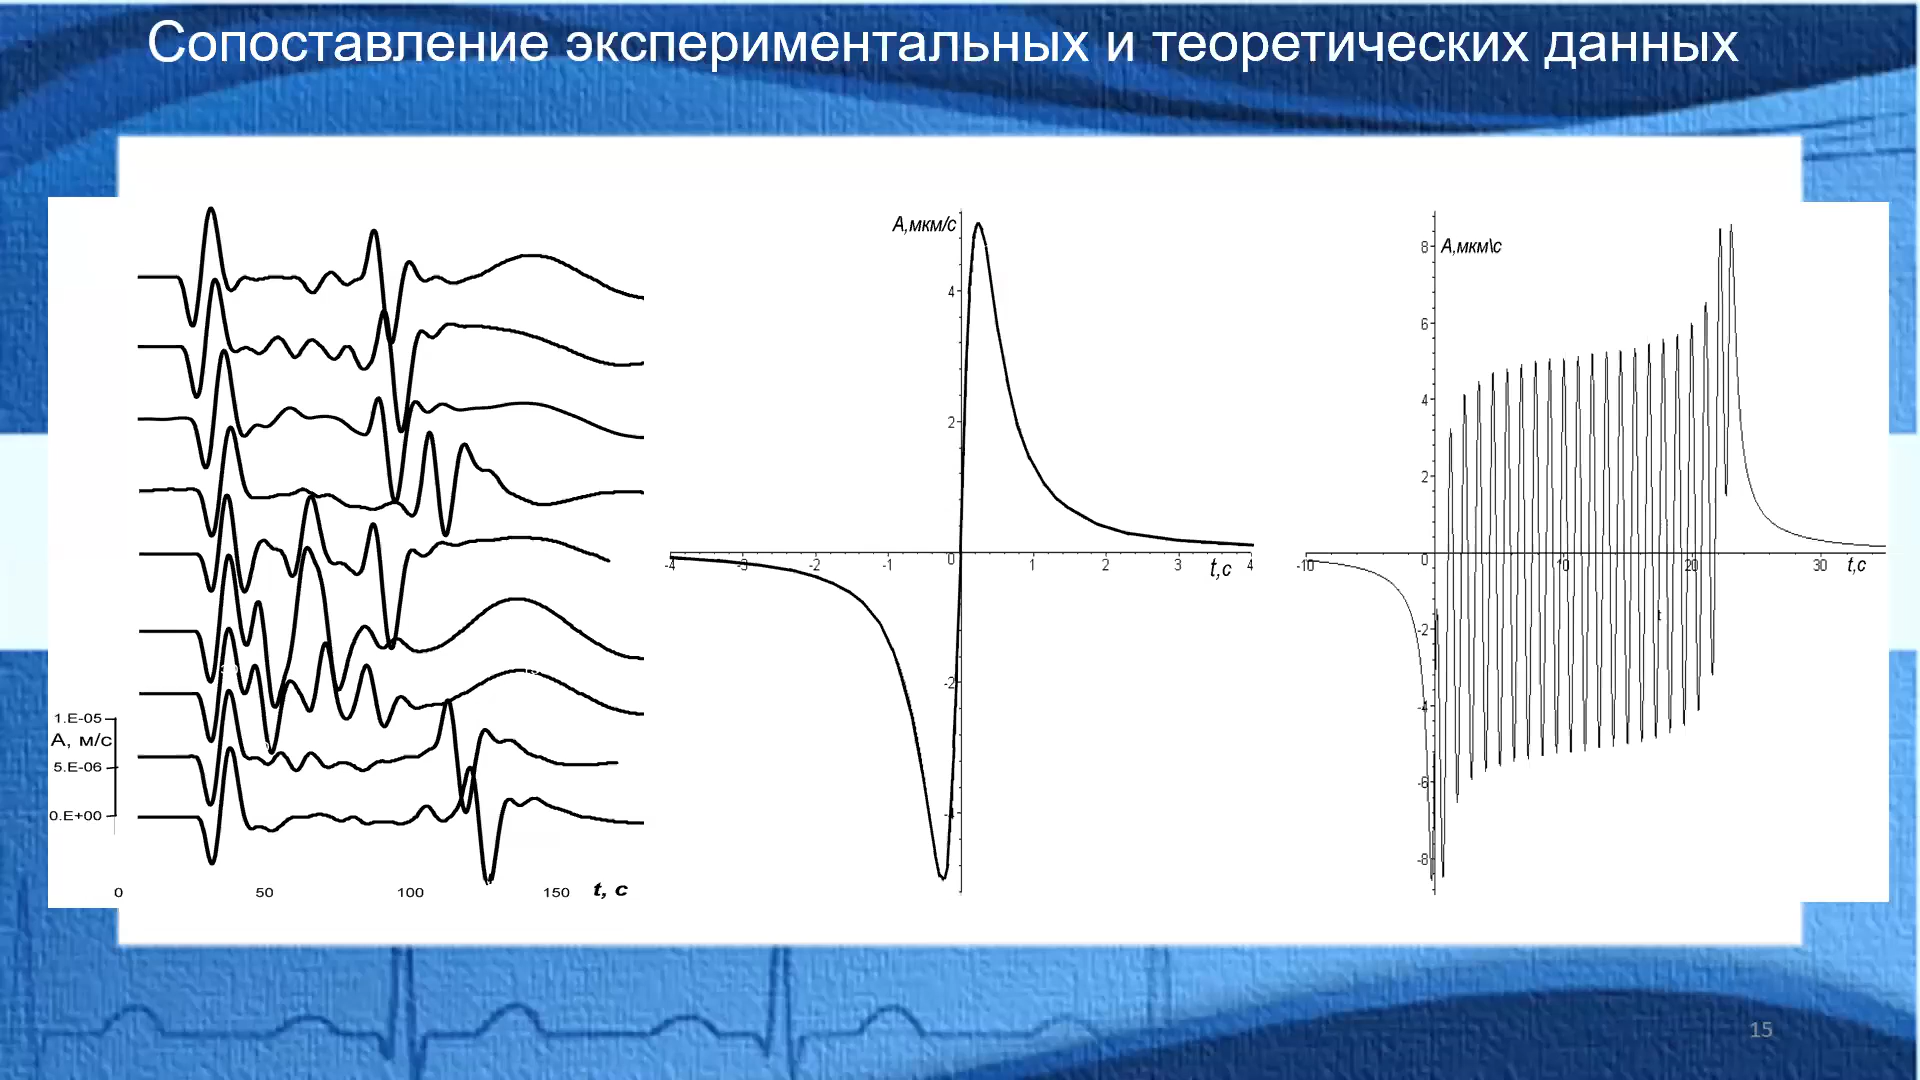 Сопоставление экспериментальных и теоретических данных
1.E-05
А, м/с
5.E-06
0.E+00
0 50 100 150 t, с
А,мкм/с
4
2
-4 -3 -2 -1 0 1 2 3 t,с 4
-2
-4
8 А,мкм\с
6
4
2
-10 0 10 20 30 t,с
t
-2
-4
-6
-8
15